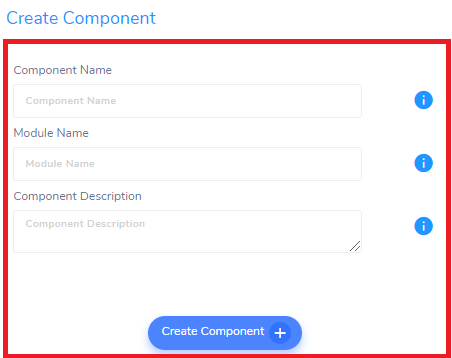 Create Component
Component Name
Component Name
Module Name
Module Name
Component Description
Component Description
Create Component